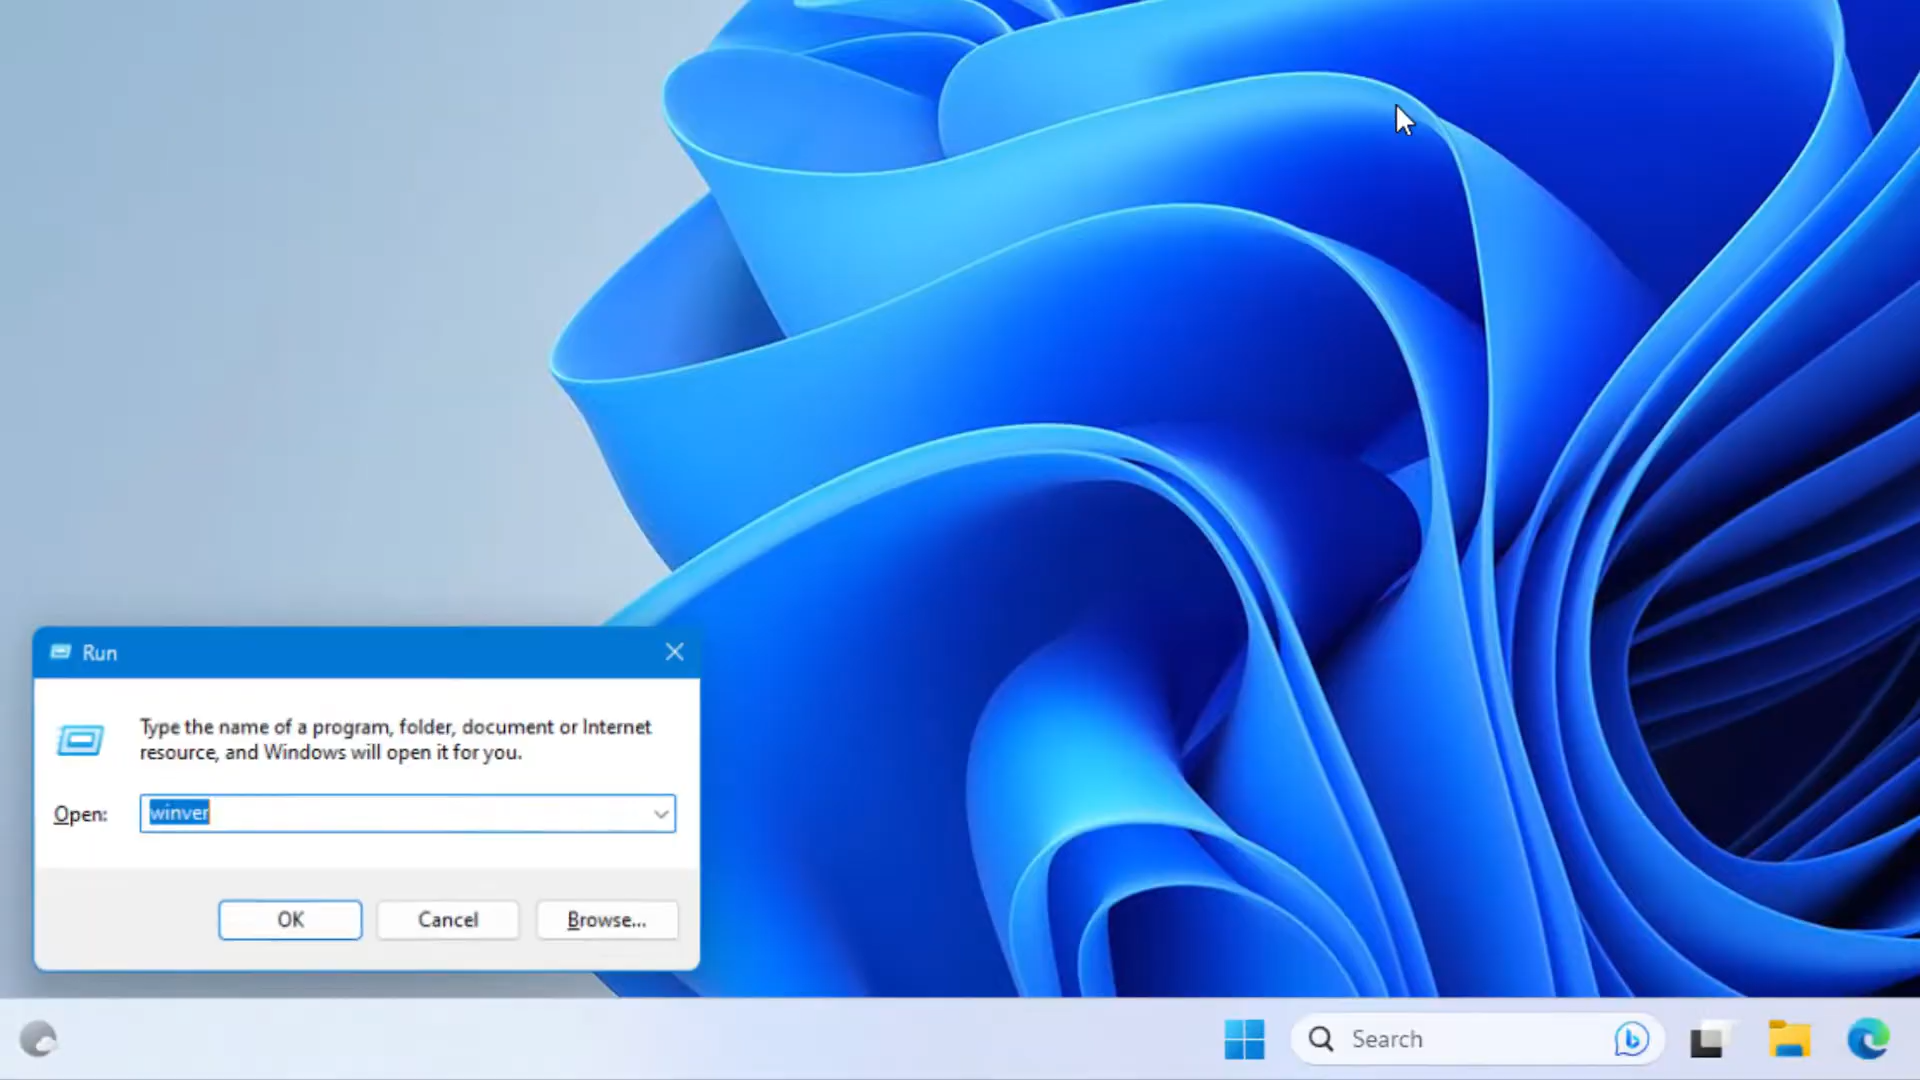 Run
Type the name of a program, folder, document or Internet
resource, and Windows will open it for you.
Open:
winver
OK
Cancel
Browse...
Search